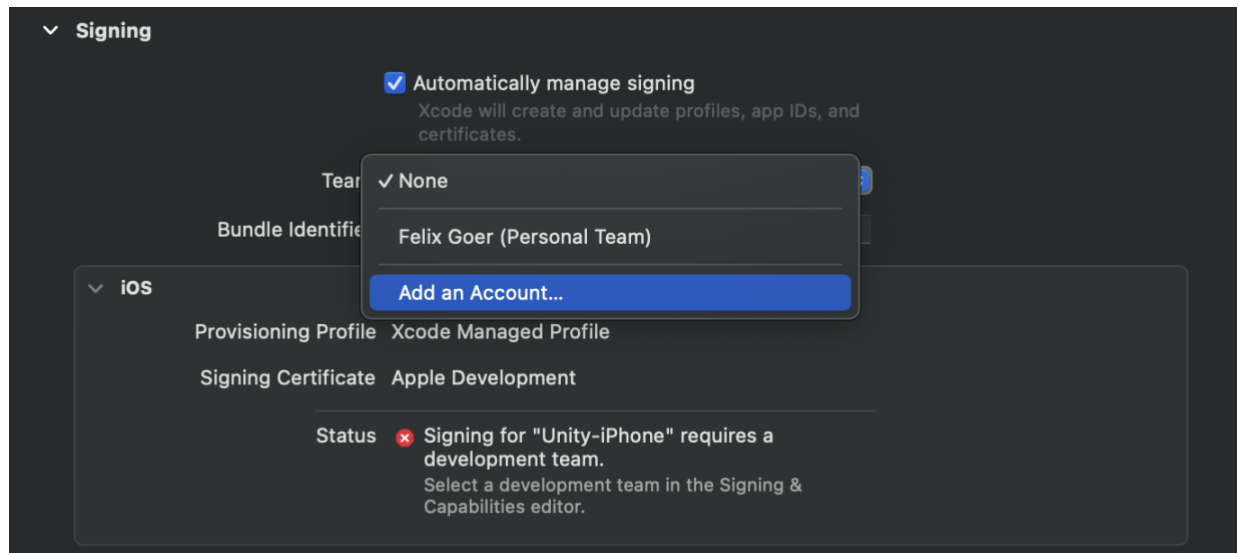 Signing
Automatically manage signing
Xcode will create and update profiles, app IDs, and
certificates.
None
Felix Goer (Personal Team)
Bundle Identifie
Add an Account...
iOS
Provisioning Profile Xcode Managed Profile
Signing Certificate Apple Development
Status Signing for "Unity-iPhone" requires a
development team.
Select a development team in the Signing &
Capabilities editor.